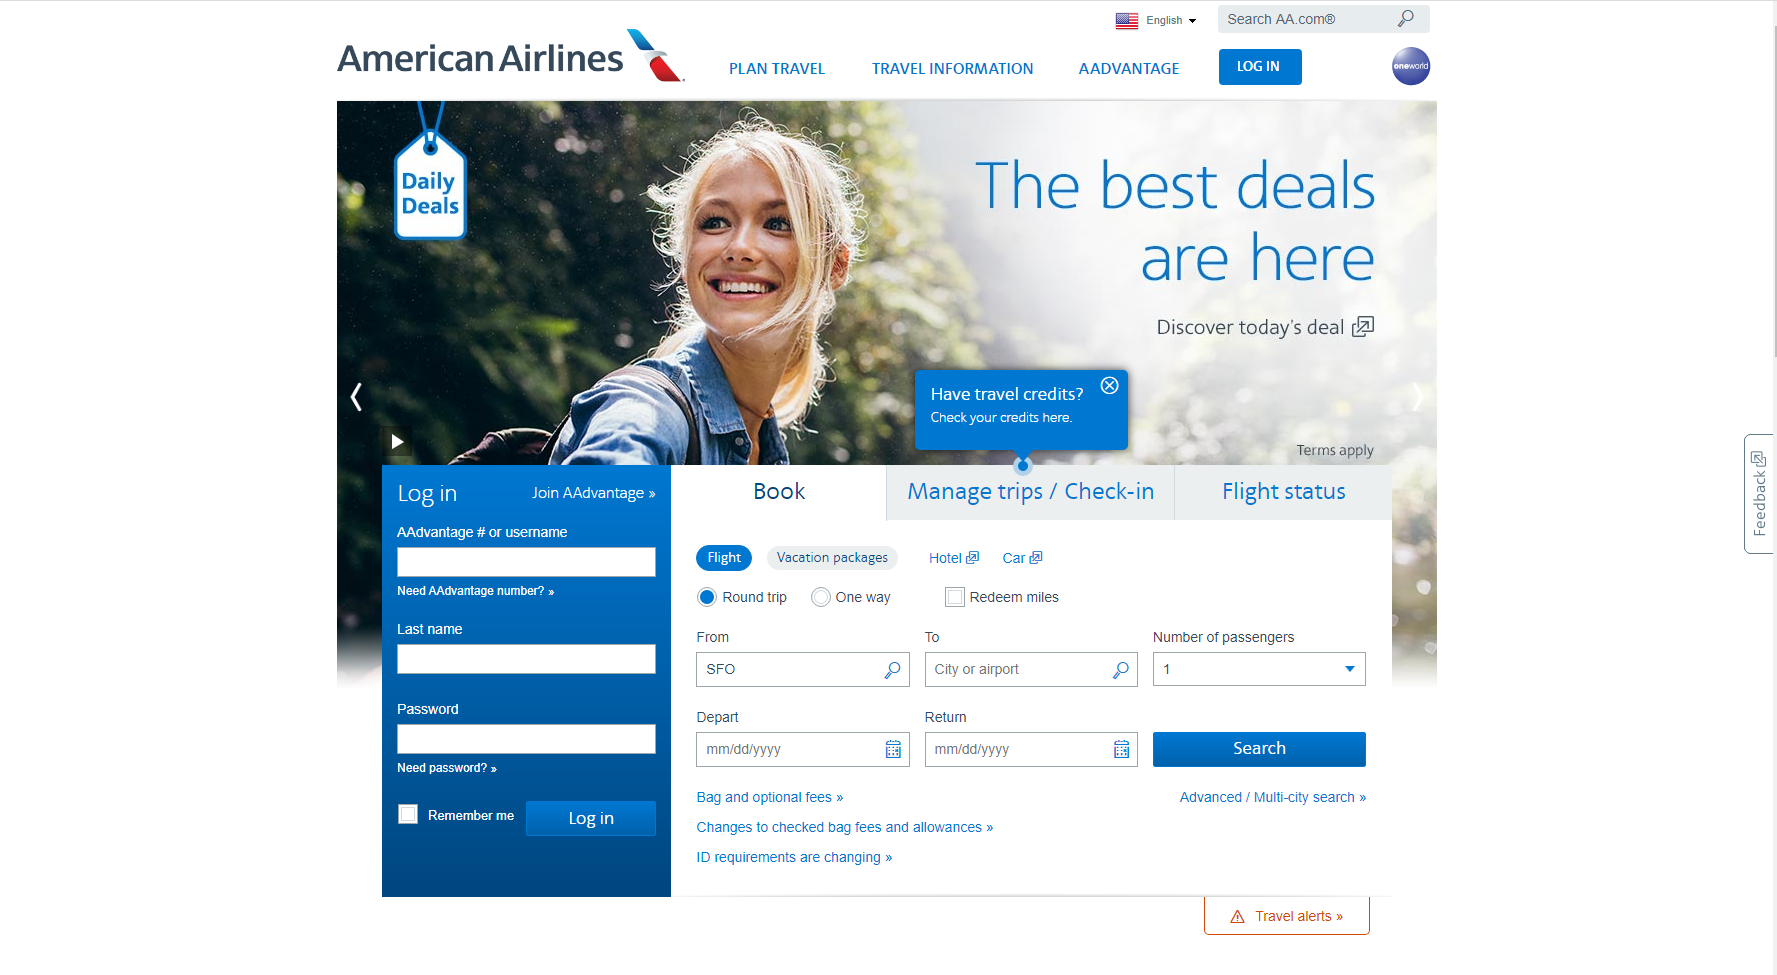 English
Search AA.com®
American Airlines
PLAN TRAVEL
TRAVEL INFORMATION
AADVANTAGE
LOG IN
oneworld
Daily
Deals
The best deals
are here
Discover today's deal
Have travel credits?
Check your credits here.
Terms apply
Feedback
Log in
Join AAdvantage »
AAdvantage # or username
Need AAdvantage number? »
Last name
Password
Need password? »
Remember me
Log in
Book
Manage trips / Check-in
Flight status
Flight
Vacation packages
Hotel
Car
Round trip
One way
Redeem miles
From
To
Number of passengers
SFO
City or airport
1
Depart
Return
mm/dd/yyyy
mm/dd/yyyy
Search
Bag and optional fees »
Advanced / Multi-city search »
Changes to checked bag fees and allowances »
ID requirements are changing »
Travel alerts »